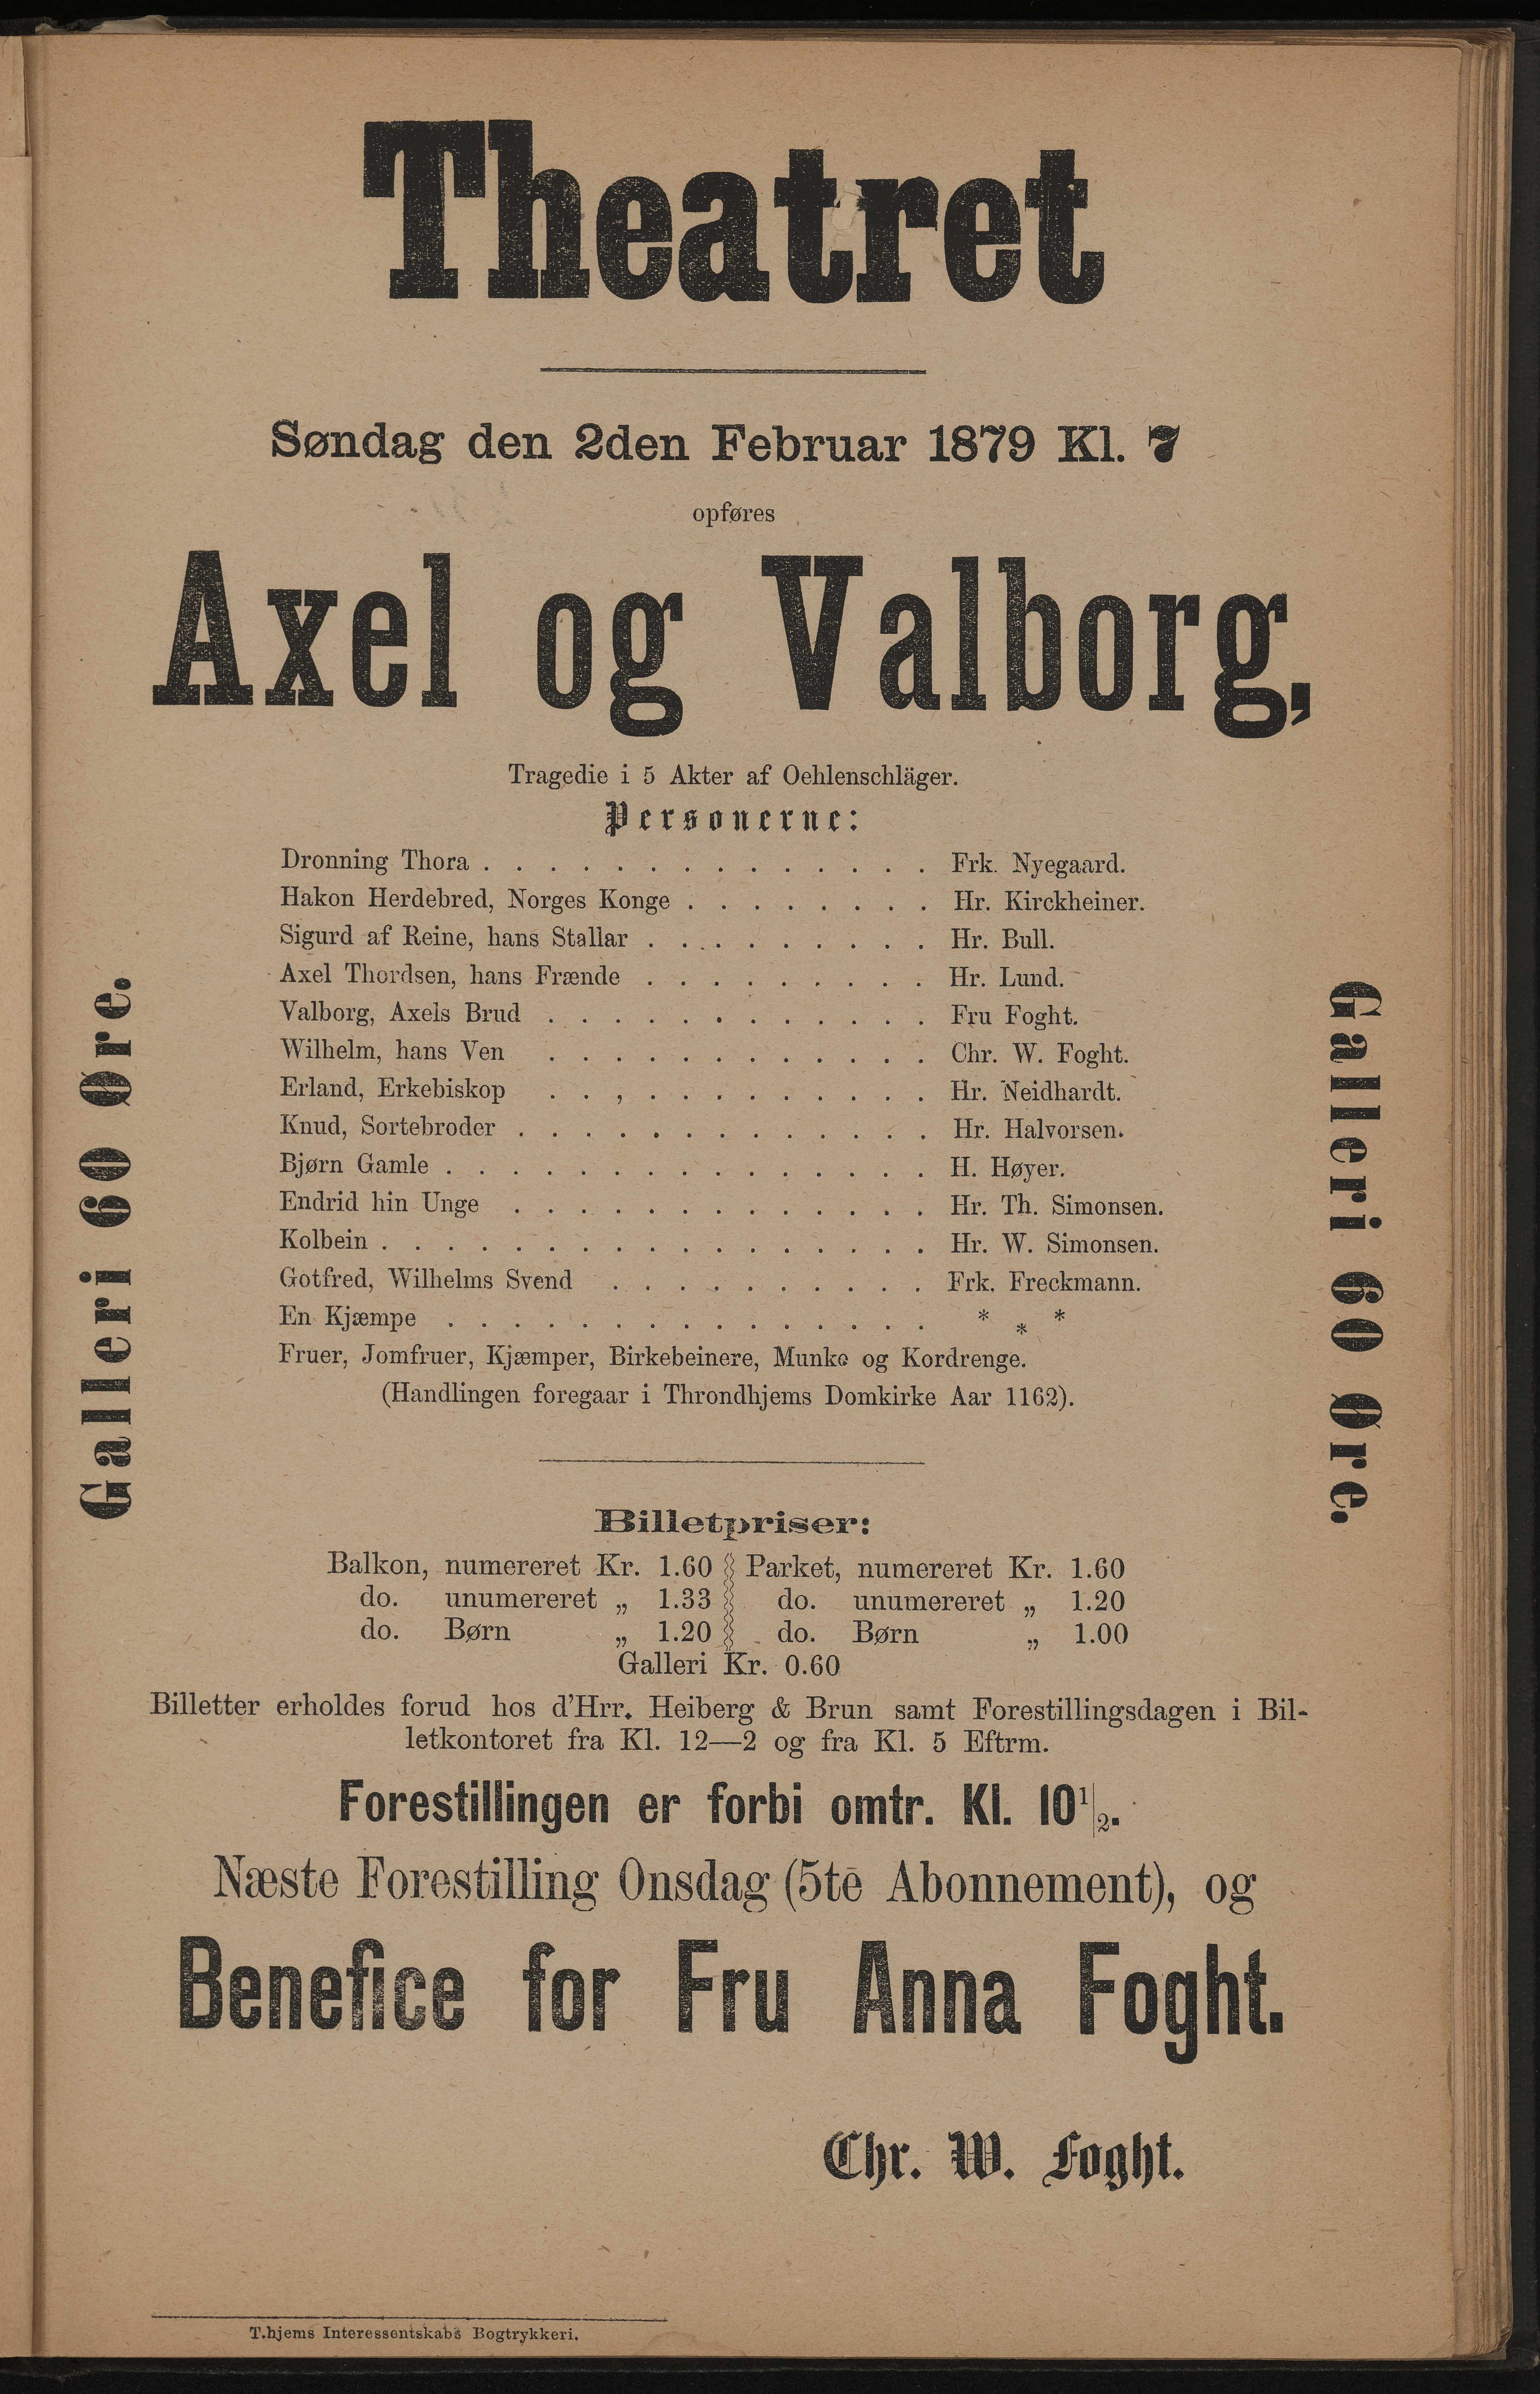 Theatret
Søndag den 2den Februar 1879 Kl. 7
opføres
Axel og Valborg,
Tragedie i 5 Akter af Oehlenschläger.
Personerne:
Dronning Thora . . . . . . . . . . . . . . Frk. Nyegaard.
Hakon Herdebred, Norges Konge . . . . . . . . Hr. Kirckheiner.
Sigurd af Reine, hans Stallar . . . . . . . . . Hr. Bull.
Axel Thordsen, hans Frænde . . . . . . . . . Hr. Lund.
Valborg, Axels Brud . . . . . . . . . . . . Fru Foght.
Wilhelm, hans Ven . . . . . . . . . . . . Chr. W. Foght.
Erland, Erkebiskop . . , . . . . . . . . . Hr. Neidhardt.
Knud, Sortebroder . . . . . . . . . . . . . Hr. Halvorsen.
Bjørn Gamle . . . . . . . . . . . . . . . H. Høyer.
Endrid hin Unge . . . . . . . . . . . . . Hr. Th. Simonsen.
Kolbein . . . . . . . . . . . . . . . . . Hr. W. Simonsen.
Gotfred, Wilhelms Svend . . . . . . . . . . Frk. Freckmann.
En Kjæmpe . . . . . . . . . . . . . . . * * *
Fruer, Jomfruer, Kjæmper, Birkebeinere, Munke og Kordrenge.
(Handlingen foregaar i Throndhjems Domkirke Aar 1162).
Galleri 60 Øre.
Galleri 60 Øre.
Billetpriser:
Balkon, numereret Kr. 1.60 Parket, numereret Kr. 1.60
do. unumereret „ 1.33 do. unumereret „ 1.20
do. Børn „ 1.20 do. Børn „ 1.00
Galleri Kr. 0.60
Billetter erholdes forud hos d'Hrr. Heiberg & Brun samt Forestillingsdagen i Bil-
letkontoret fra Kl. 12—2 og fra Kl. 5 Eftrm.
Forestillingen er forbi omtr. Kl. 10 1/2.
Næste Forestilling Onsdag (5te Abonnement), og
Benefice for Fru Anna Foght.
Chr. W. Foght.
T.hjems Interessentskabs Bogtrykkeri.